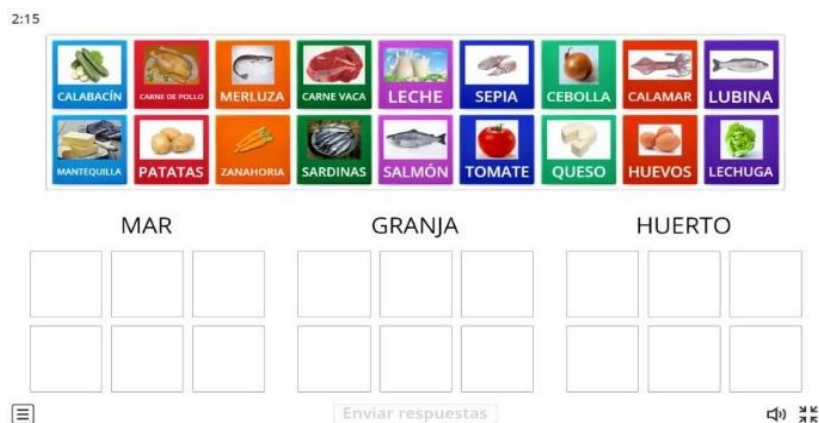 2:15
CALABACÍN CARNE DE POLLO MERLUZA CARNE VACA LECHE SEPIA CEBOLLA CALAMAR LUBINA
MANTEQUILLA PATATAS ZANAHORIA SARDINAS SALMÓN TOMATE QUESO HUEVOS LECHUGA
MAR GRANJA HUERTO
Enviar respuestas